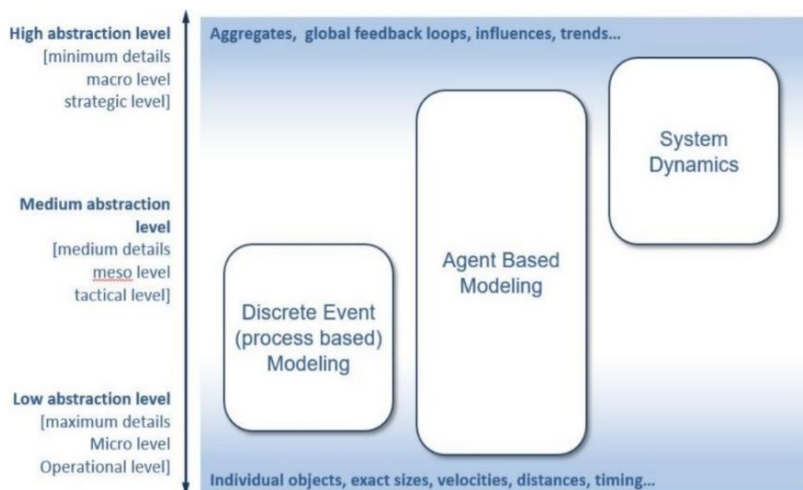 High abstraction level
[minimum details
macro level
strategic level]
Aggregates, global feedback loops, influences, trends...
System
Dynamics
Medium abstraction
level
[medium details
meso level
tactical level]
Agent Based
Modeling
Discrete Event
(process based)
Modeling
Low abstraction level
[maximum details
Micro level
Operational level]
Individual objects, exact sizes, velocities, distances, timing...